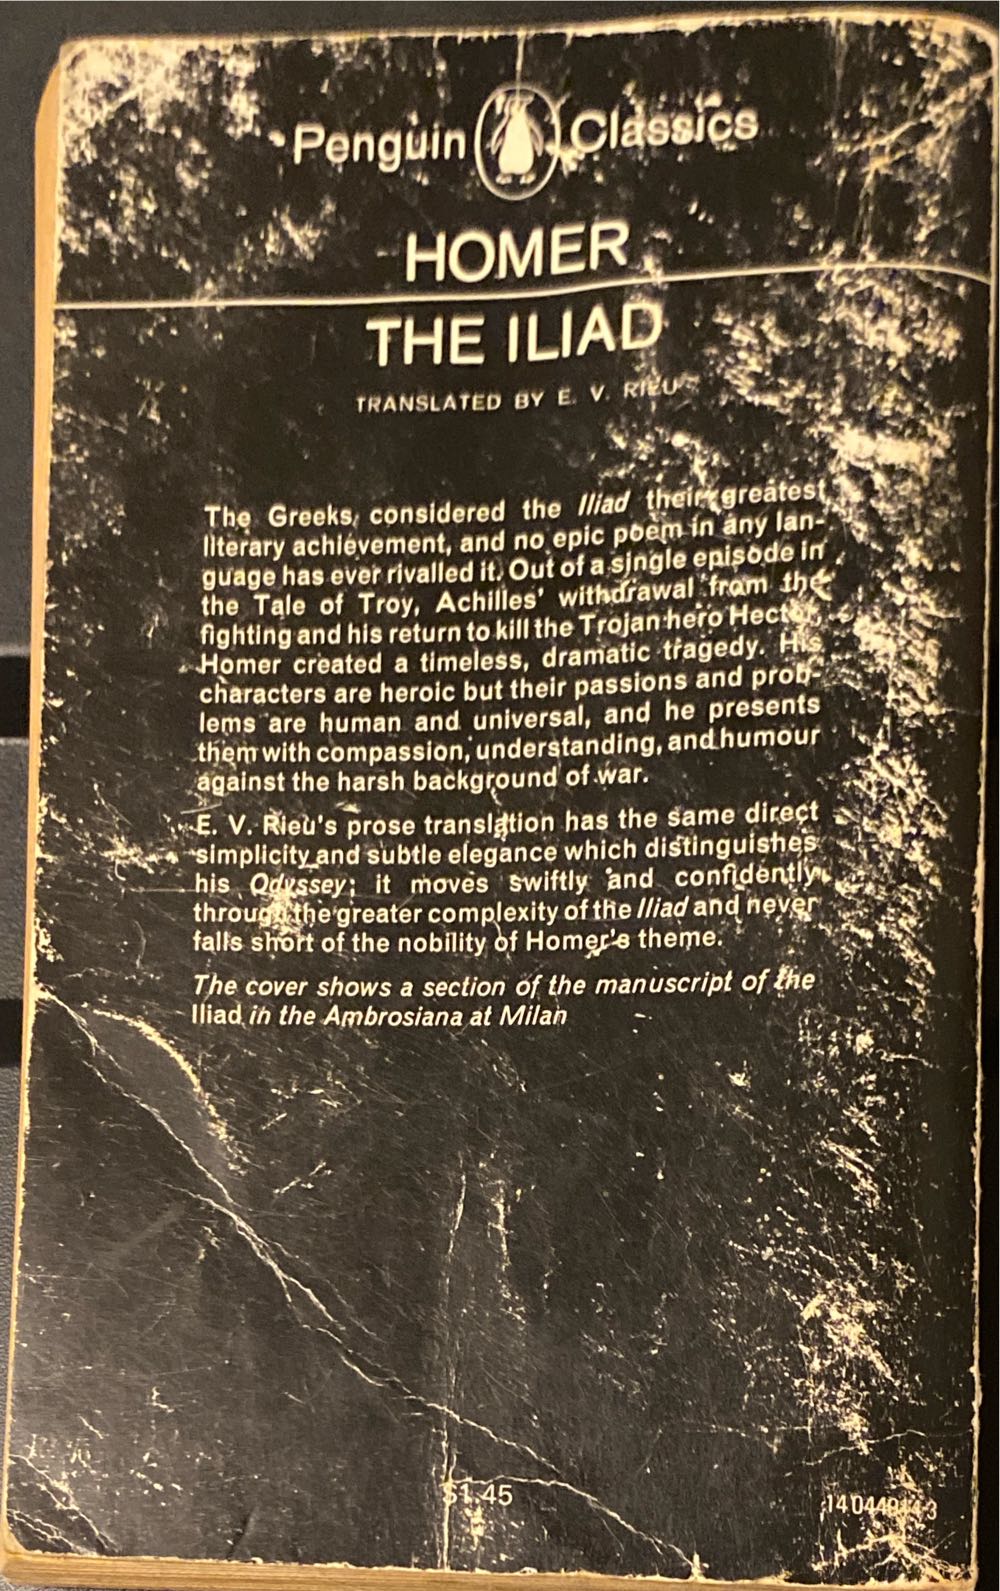 Penguin Classics
HOMER
THE ILIAD
TRANSLATED BY E. V. RIEU
The Greeks considered the Iliad their greatest
literary achievement, and no epic poem in any lan-
guage has ever rivalled it. Out of a single episode in
the Tale of Troy, Achilles' withdrawal from the
fighting and his return to kill the Trojan hero Hector,
Homer created a timeless, dramatic tragedy. His
characters are heroic but their passions and prob-
lems are human and universal, and he presents
them with compassion, understanding, and humour
against the harsh background of war.
E. V. Rieu's prose translation has the same direct
simplicity and subtle elegance which distinguishes
his Odyssey; it moves swiftly and confidently
through the greater complexity of the Iliad and never
falls short of the nobility of Homer's theme.
The cover shows a section of the manuscript of the
Iliad in the Ambrosiana at Milan
$1.45